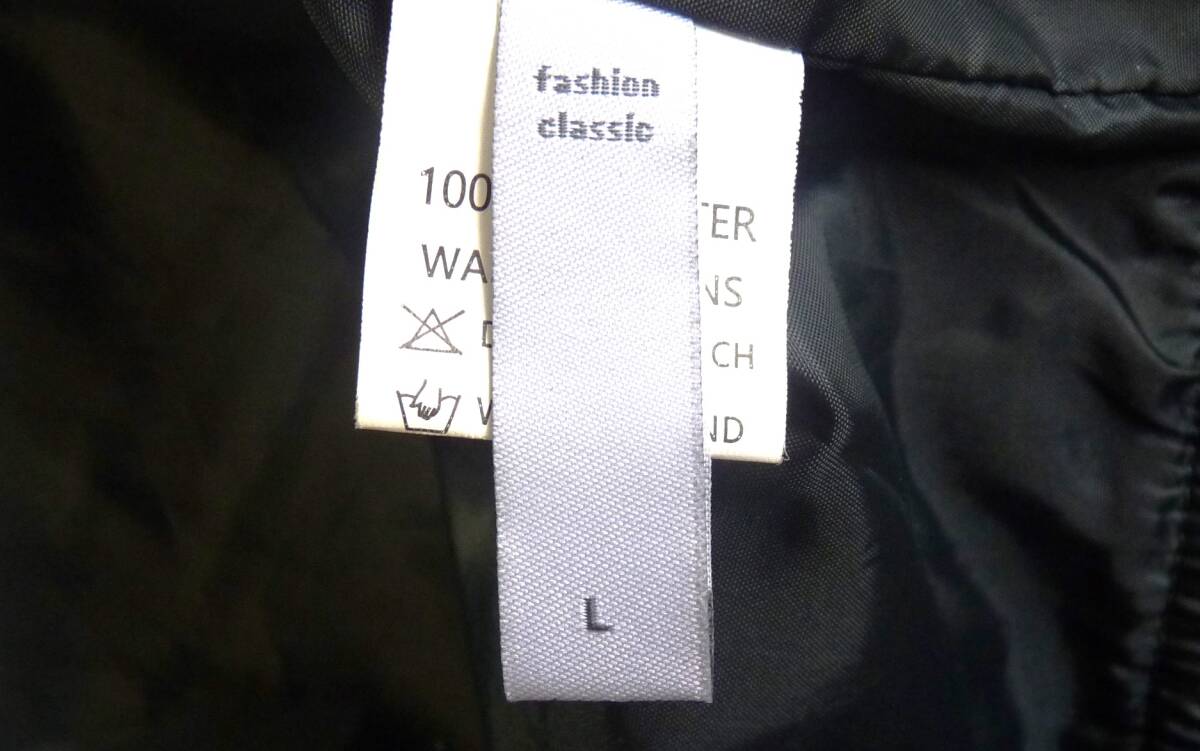 fashion
classic
100 TER
WA NS
CH
ND
L